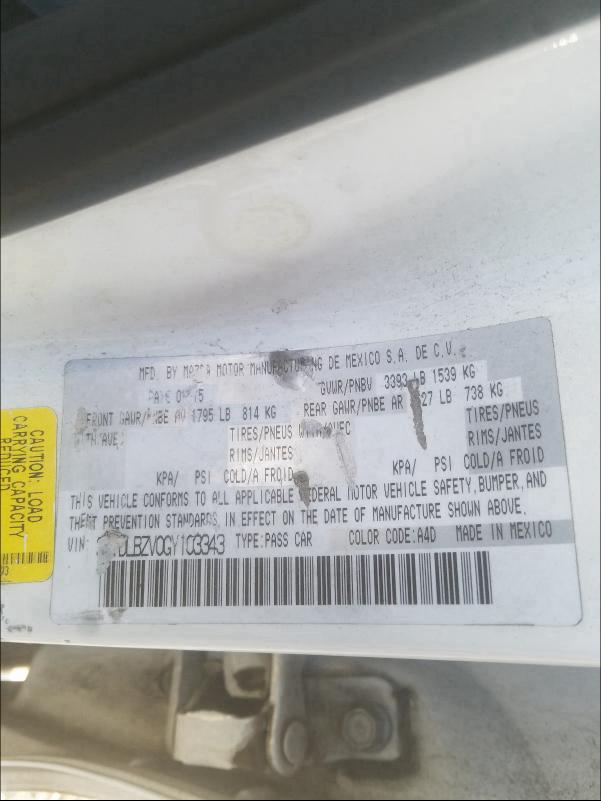 MFD. BY MAZDA MOTOR MANUFACTURING DE MEXICO S.A. DE C.V.
GVWR/PNBV 3393 LB 1539 KG
FRONT GAWR/PNBE AV 1795 LB 814 KG REAR GAWR/PNBE AR 27 LB 738 KG
TIRES/PNEUS TIRES/PNEUS
RIMS/JANTES RIMS/JANTES
KPA/ PSI COLD/A FROID KPA/ PSI COLD/A FROID
THIS VEHICLE CONFORMS TO ALL APPLICABLE FEDERAL MOTOR VEHICLE SAFETY, BUMPER, AND
THEFT PREVENTION STANDARDS IN EFFECT ON THE DATE OF MANUFACTURE SHOWN ABOVE.
VIN: DLBZV0GY103343 TYPE:PASS CAR COLOR CODE:A4D MADE IN MEXICO
CAUTION: LOAD
CARRYING CAPACITY
REDUCED
93